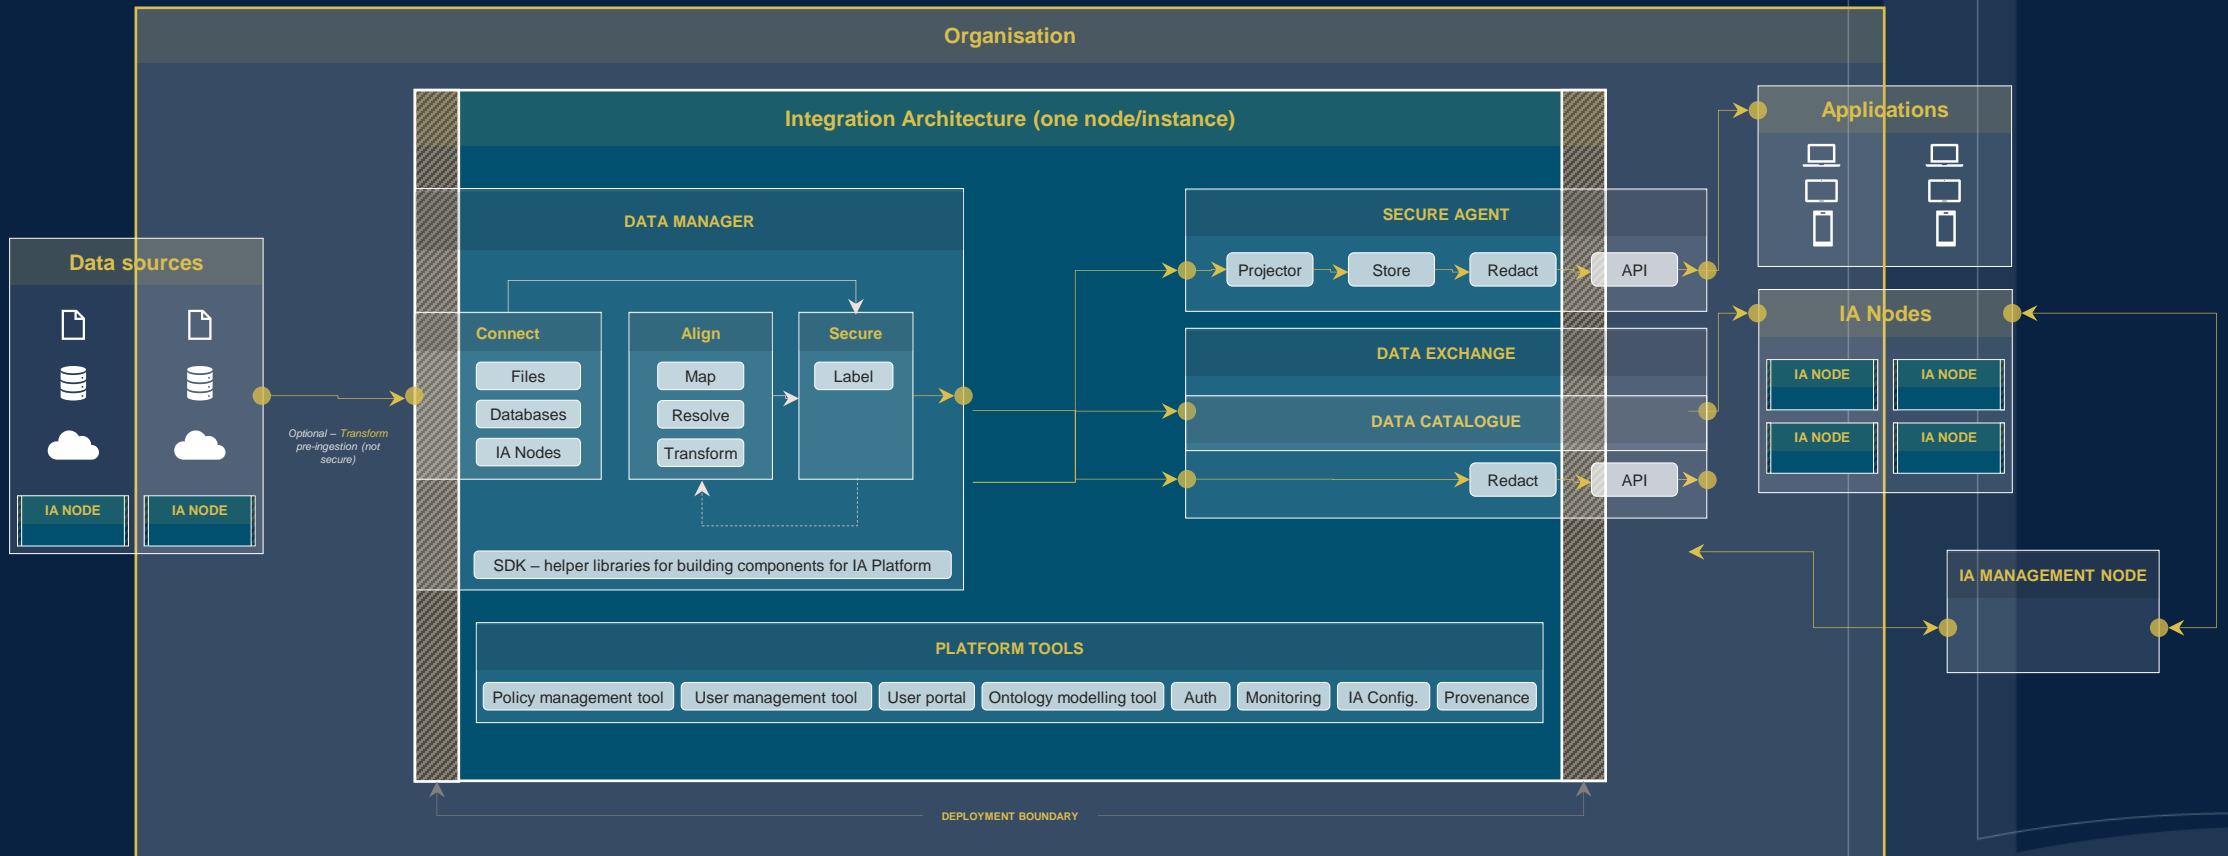 Organisation
Integration Architecture (one node/instance)
Data sources
IA NODE
IA NODE
Optional – Transform
pre-ingestion (not
secure)
DATA MANAGER
Connect
Files
Databases
IA Nodes
Align
Map
Resolve
Transform
Secure
Label
SDK – helper libraries for building components for IA Platform
SECURE AGENT
Projector
Store
Redact
API
DATA EXCHANGE
DATA CATALOGUE
Redact
API
PLATFORM TOOLS
Policy management tool
User management tool
User portal
Ontology modelling tool
Auth
Monitoring
IA Config.
Provenance
DEPLOYMENT BOUNDARY
Applications
IA Nodes
IA NODE
IA NODE
IA NODE
IA NODE
IA MANAGEMENT NODE